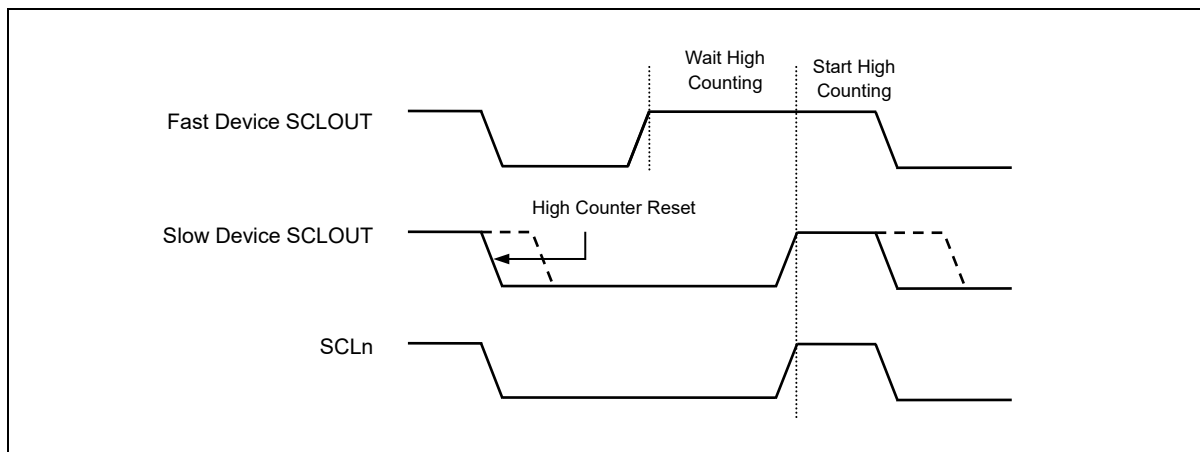 Wait High
Counting
Start High
Counting
Fast Device SCLOUT
High Counter Reset
Slow Device SCLOUT
SCLn